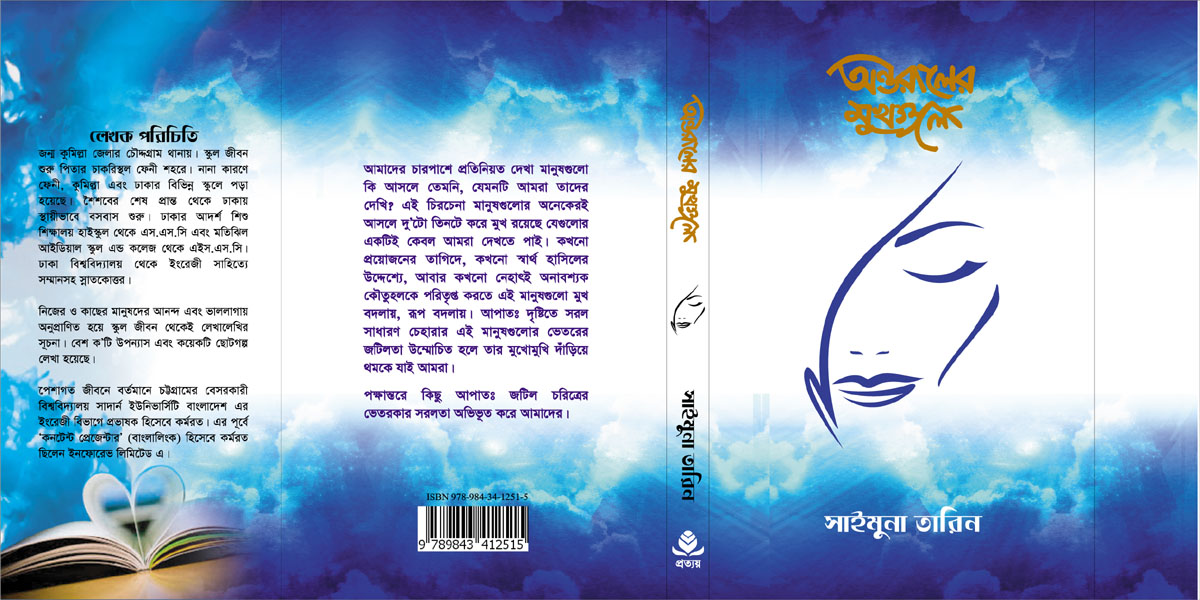 লেখক পরিচিতি
জন্ম কুমিল্লা জেলার চৌদ্দগ্রাম থানায়। স্কুল জীবন
শুরু পিতার চাকরিস্থল ফেনী শহরে। নানা কারণে
ফেনী, কুমিল্লা এবং ঢাকার বিভিন্ন স্কুলে পড়া
হয়েছে। শৈশবের শেষ প্রান্ত থেকে ঢাকায়
স্থায়ীভাবে বসবাস শুরু। ঢাকার আদর্শ শিশু
শিক্ষালয় হাইস্কুল থেকে এস.এস.সি এবং মতিঝিল
আইডিয়াল স্কুল এন্ড কলেজ থেকে এইস.এস.সি।
ঢাকা বিশ্ববিদ্যালয় থেকে ইংরেজী সাহিত্যে
সম্মানসহ স্নাতকোত্তর।
নিজের ও কাছের মানুষদের আনন্দ এবং ভাললাগায়
অনুপ্রাণিত হয়ে স্কুল জীবন থেকেই লেখালেখির
সূচনা। বেশ ক'টি উপন্যাস এবং কয়েকটি ছোটগল্প
লেখা হয়েছে।
পেশাগত জীবনে বর্তমানে চট্টগ্রামের বেসরকারী
বিশ্ববিদ্যালয় সাদার্ন ইউনিভার্সিটি বাংলাদেশ এর
ইংরেজী বিভাগে প্রভাষক হিসেবে কর্মরত। এর পূর্বে
'কনটেন্ট প্রেজেন্টার' (বাংলালিংক) হিসেবে কর্মরত
ছিলেন ইনফোরেভ লিমিটেড এ।
আমাদের চারপাশে প্রতিনিয়ত দেখা মানুষগুলো
কি আসলে তেমনি, যেমনটি আমরা তাদের
দেখি? এই চিরচেনা মানুষগুলোর অনেকেরই
আসলে দু'টো তিনটে করে মুখ রয়েছে যেগুলোর
একটিই কেবল আমরা দেখতে পাই। কখনো
প্রয়োজনের তাগিদে, কখনো স্বার্থ হাসিলের
উদ্দেশ্যে, আবার কখনো নেহাৎই অনাবশ্যক
কৌতুহলকে পরিতৃপ্ত করতে এই মানুষগুলো মুখ
বদলায়, রূপ বদলায়। আপাতঃ দৃষ্টিতে সরল
সাধারণ চেহারার এই মানুষগুলোর ভেতরের
জটিলতা উম্মোচিত হলে তার মুখোমুখি দাঁড়িয়ে
থমকে যাই আমরা।
পক্ষান্তরে কিছু আপাতঃ জটিল চরিত্রের
ভেতরকার সরলতা অভিভূত করে আমাদের।
ISBN 978-984-34-1251-5
9 789843 412515
অন্তরালের মুখগুলো
সাইমুনা তারিন
প্রত্যয়
অন্তরালের
মুখগুলো
সাইমুনা তারিন